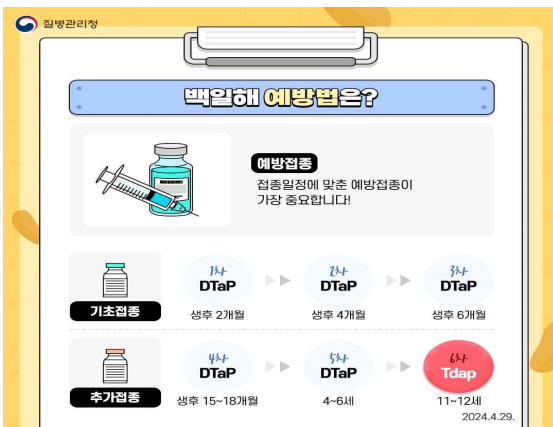 질병관리청
백일해 예방법은?
예방접종
접종일정에 맞춘 예방접종이
가장 중요합니다!
1차 2차 3차
DTaP DTaP DTaP
기초접종
생후 2개월 생후 4개월 생후 6개월
4차 5차 6차
DTaP DTaP Tdap
추가접종
생후 15~18개월 4~6세 11~12세
2024.4.29.